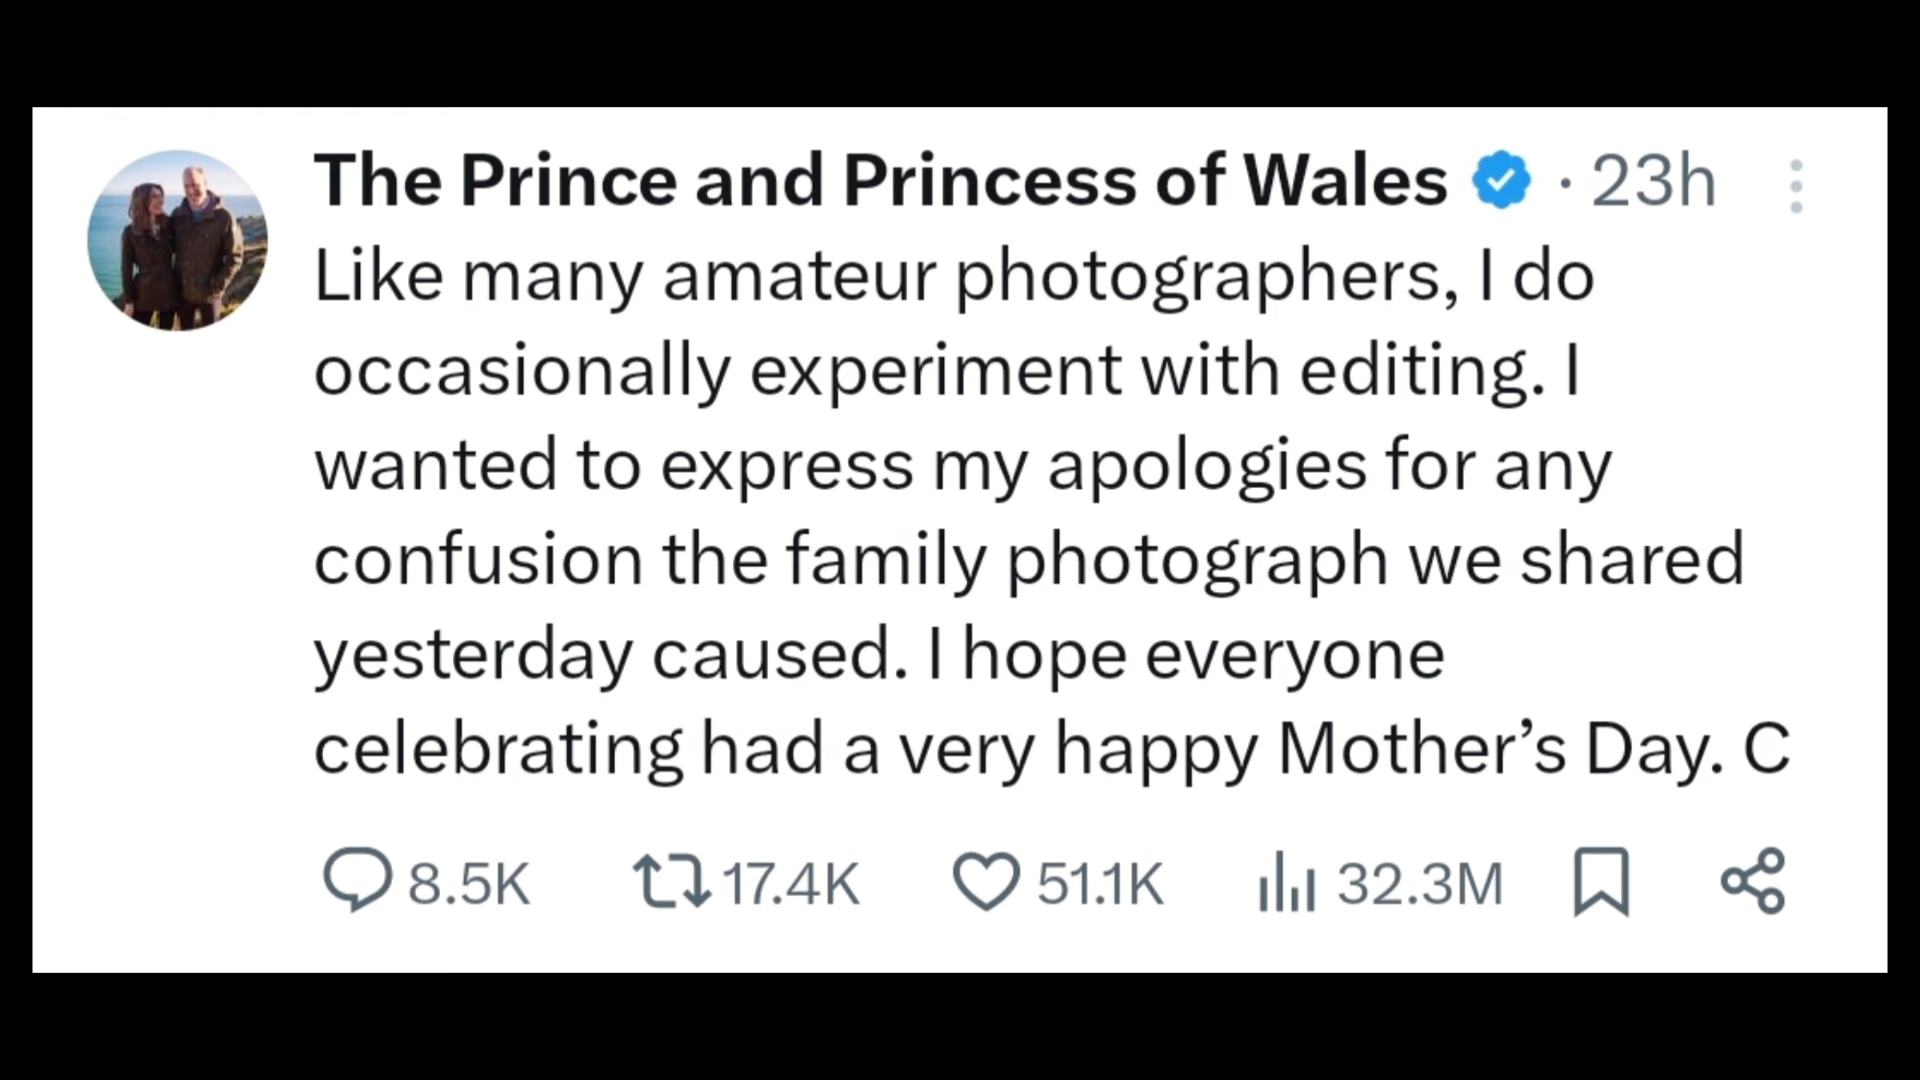 The Prince and Princess of Wales · 23h
Like many amateur photographers, I do
occasionally experiment with editing. I
wanted to express my apologies for any
confusion the family photograph we shared
yesterday caused. I hope everyone
celebrating had a very happy Mother’s Day. C
8.5K 17.4K 51.1K 32.3M